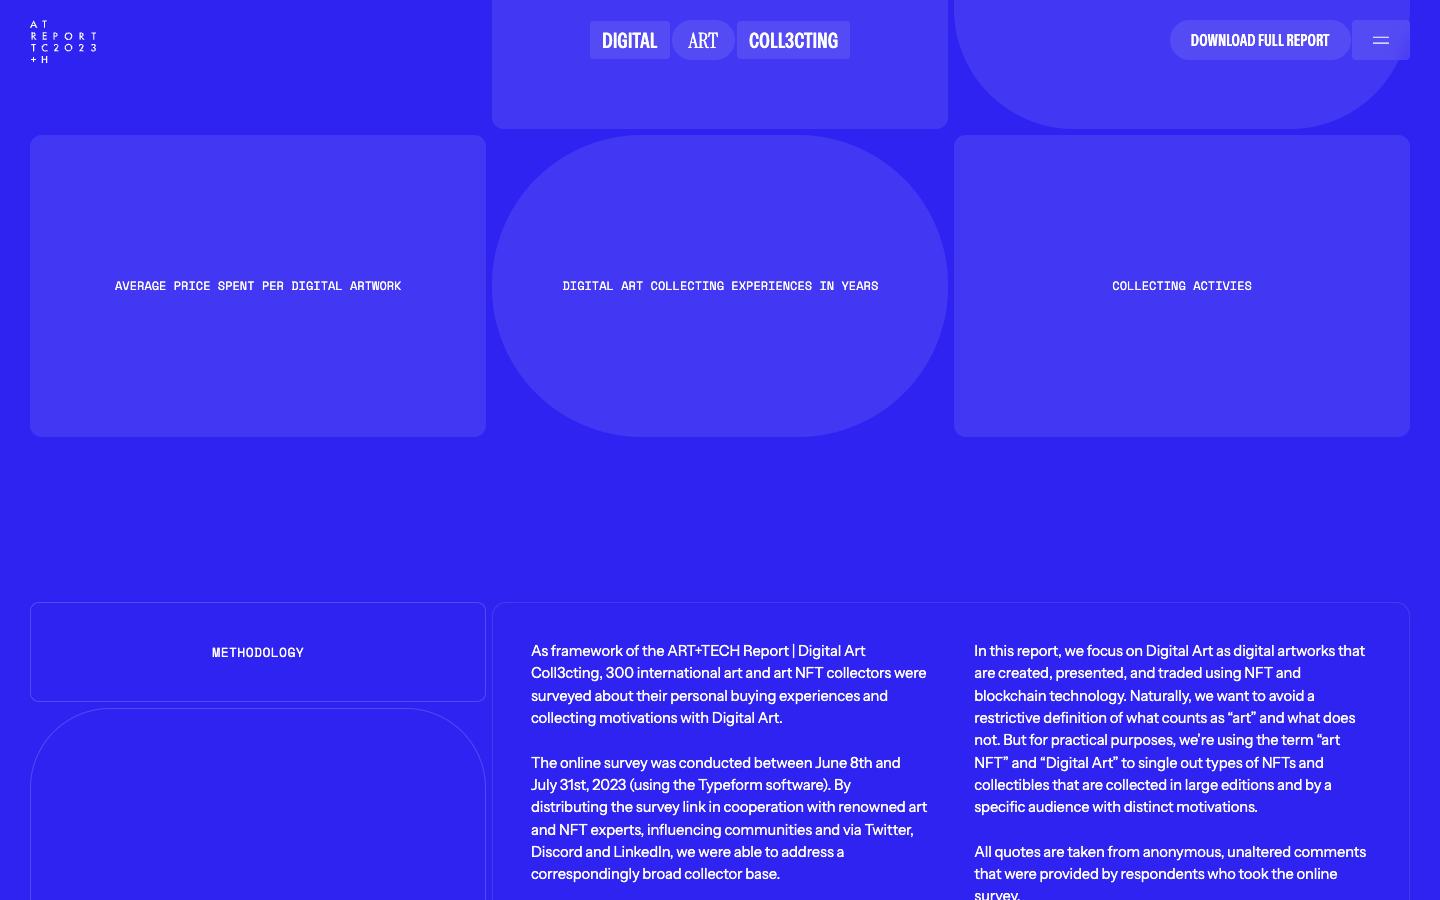 AT
REPORT
TC2023
+H
DIGITAL ART COLL3CTING
DOWNLOAD FULL REPORT
AVERAGE PRICE SPENT PER DIGITAL ARTWORK
DIGITAL ART COLLECTING EXPERIENCES IN YEARS
COLLECTING ACTIVIES
METHODOLOGY
As framework of the ART+TECH Report | Digital Art
Coll3cting, 300 international art and art NFT collectors were
surveyed about their personal buying experiences and
collecting motivations with Digital Art.
The online survey was conducted between June 8th and
July 31st, 2023 (using the Typeform software). By
distributing the survey link in cooperation with renowned art
and NFT experts, influencing communities and via Twitter,
Discord and LinkedIn, we were able to address a
correspondingly broad collector base.
In this report, we focus on Digital Art as digital artworks that
are created, presented, and traded using NFT and
blockchain technology. Naturally, we want to avoid a
restrictive definition of what counts as “art” and what does
not. But for practical purposes, we’re using the term “art
NFT” and “Digital Art” to single out types of NFTs and
collectibles that are collected in large editions and by a
specific audience with distinct motivations.
All quotes are taken from anonymous, unaltered comments
that were provided by respondents who took the online
survey.